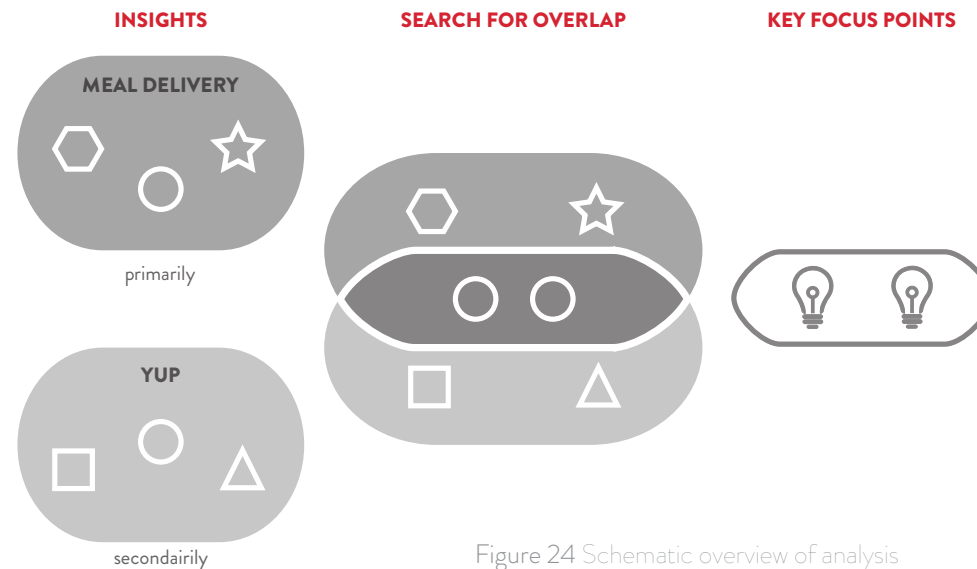 INSIGHTS
SEARCH FOR OVERLAP
KEY FOCUS POINTS
MEAL DELIVERY
primarily
YUP
secondairily
Figure 24 Schematic overview of analysis